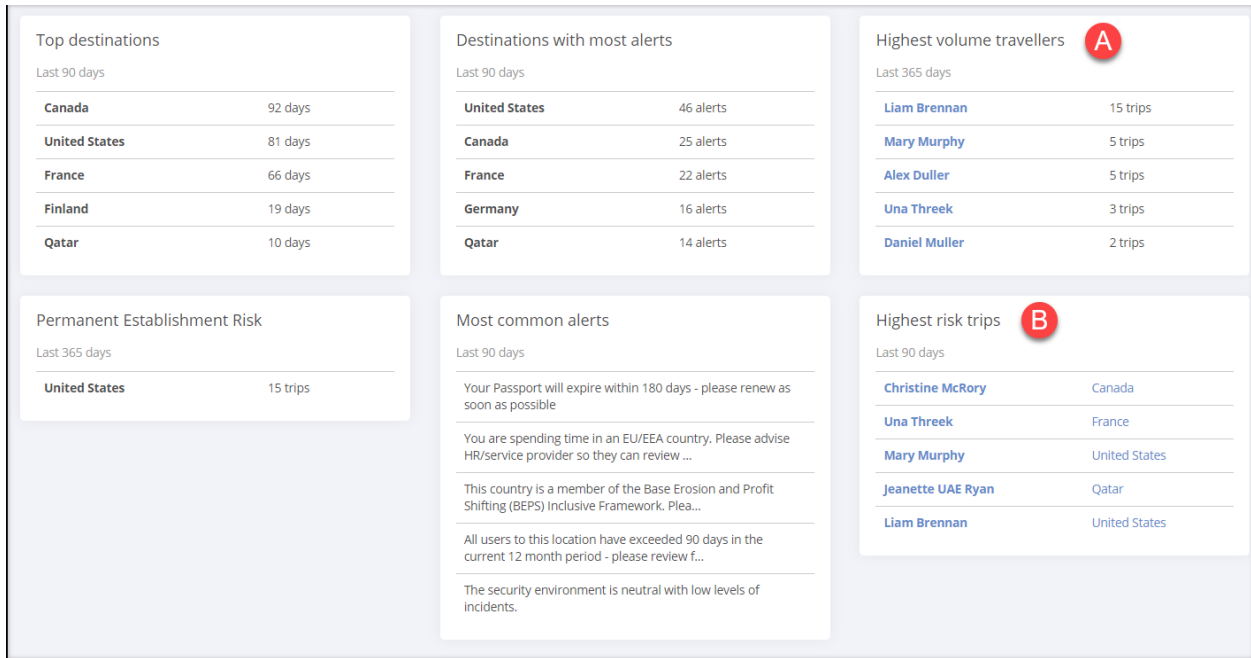 Top destinations
Last 90 days
Canada 92 days
United States 81 days
France 66 days
Finland 19 days
Qatar 10 days
Destinations with most alerts
Last 90 days
United States 46 alerts
Canada 25 alerts
France 22 alerts
Germany 16 alerts
Qatar 14 alerts
Highest volume travellers A
Last 365 days
Liam Brennan 15 trips
Mary Murphy 5 trips
Alex Duller 5 trips
Una Threek 3 trips
Daniel Muller 2 trips
Permanent Establishment Risk
Last 365 days
United States 15 trips
Most common alerts
Last 90 days
Your Passport will expire within 180 days - please renew as
soon as possible
You are spending time in an EU/EEA country. Please advise
HR/service provider so they can review ...
This country is a member of the Base Erosion and Profit
Shifting (BEPS) Inclusive Framework. Plea...
All users to this location have exceeded 90 days in the
current 12 month period - please review f...
The security environment is neutral with low levels of
incidents.
Highest risk trips B
Last 90 days
Christine McRory Canada
Una Threek France
Mary Murphy United States
Jeanette UAE Ryan Qatar
Liam Brennan United States